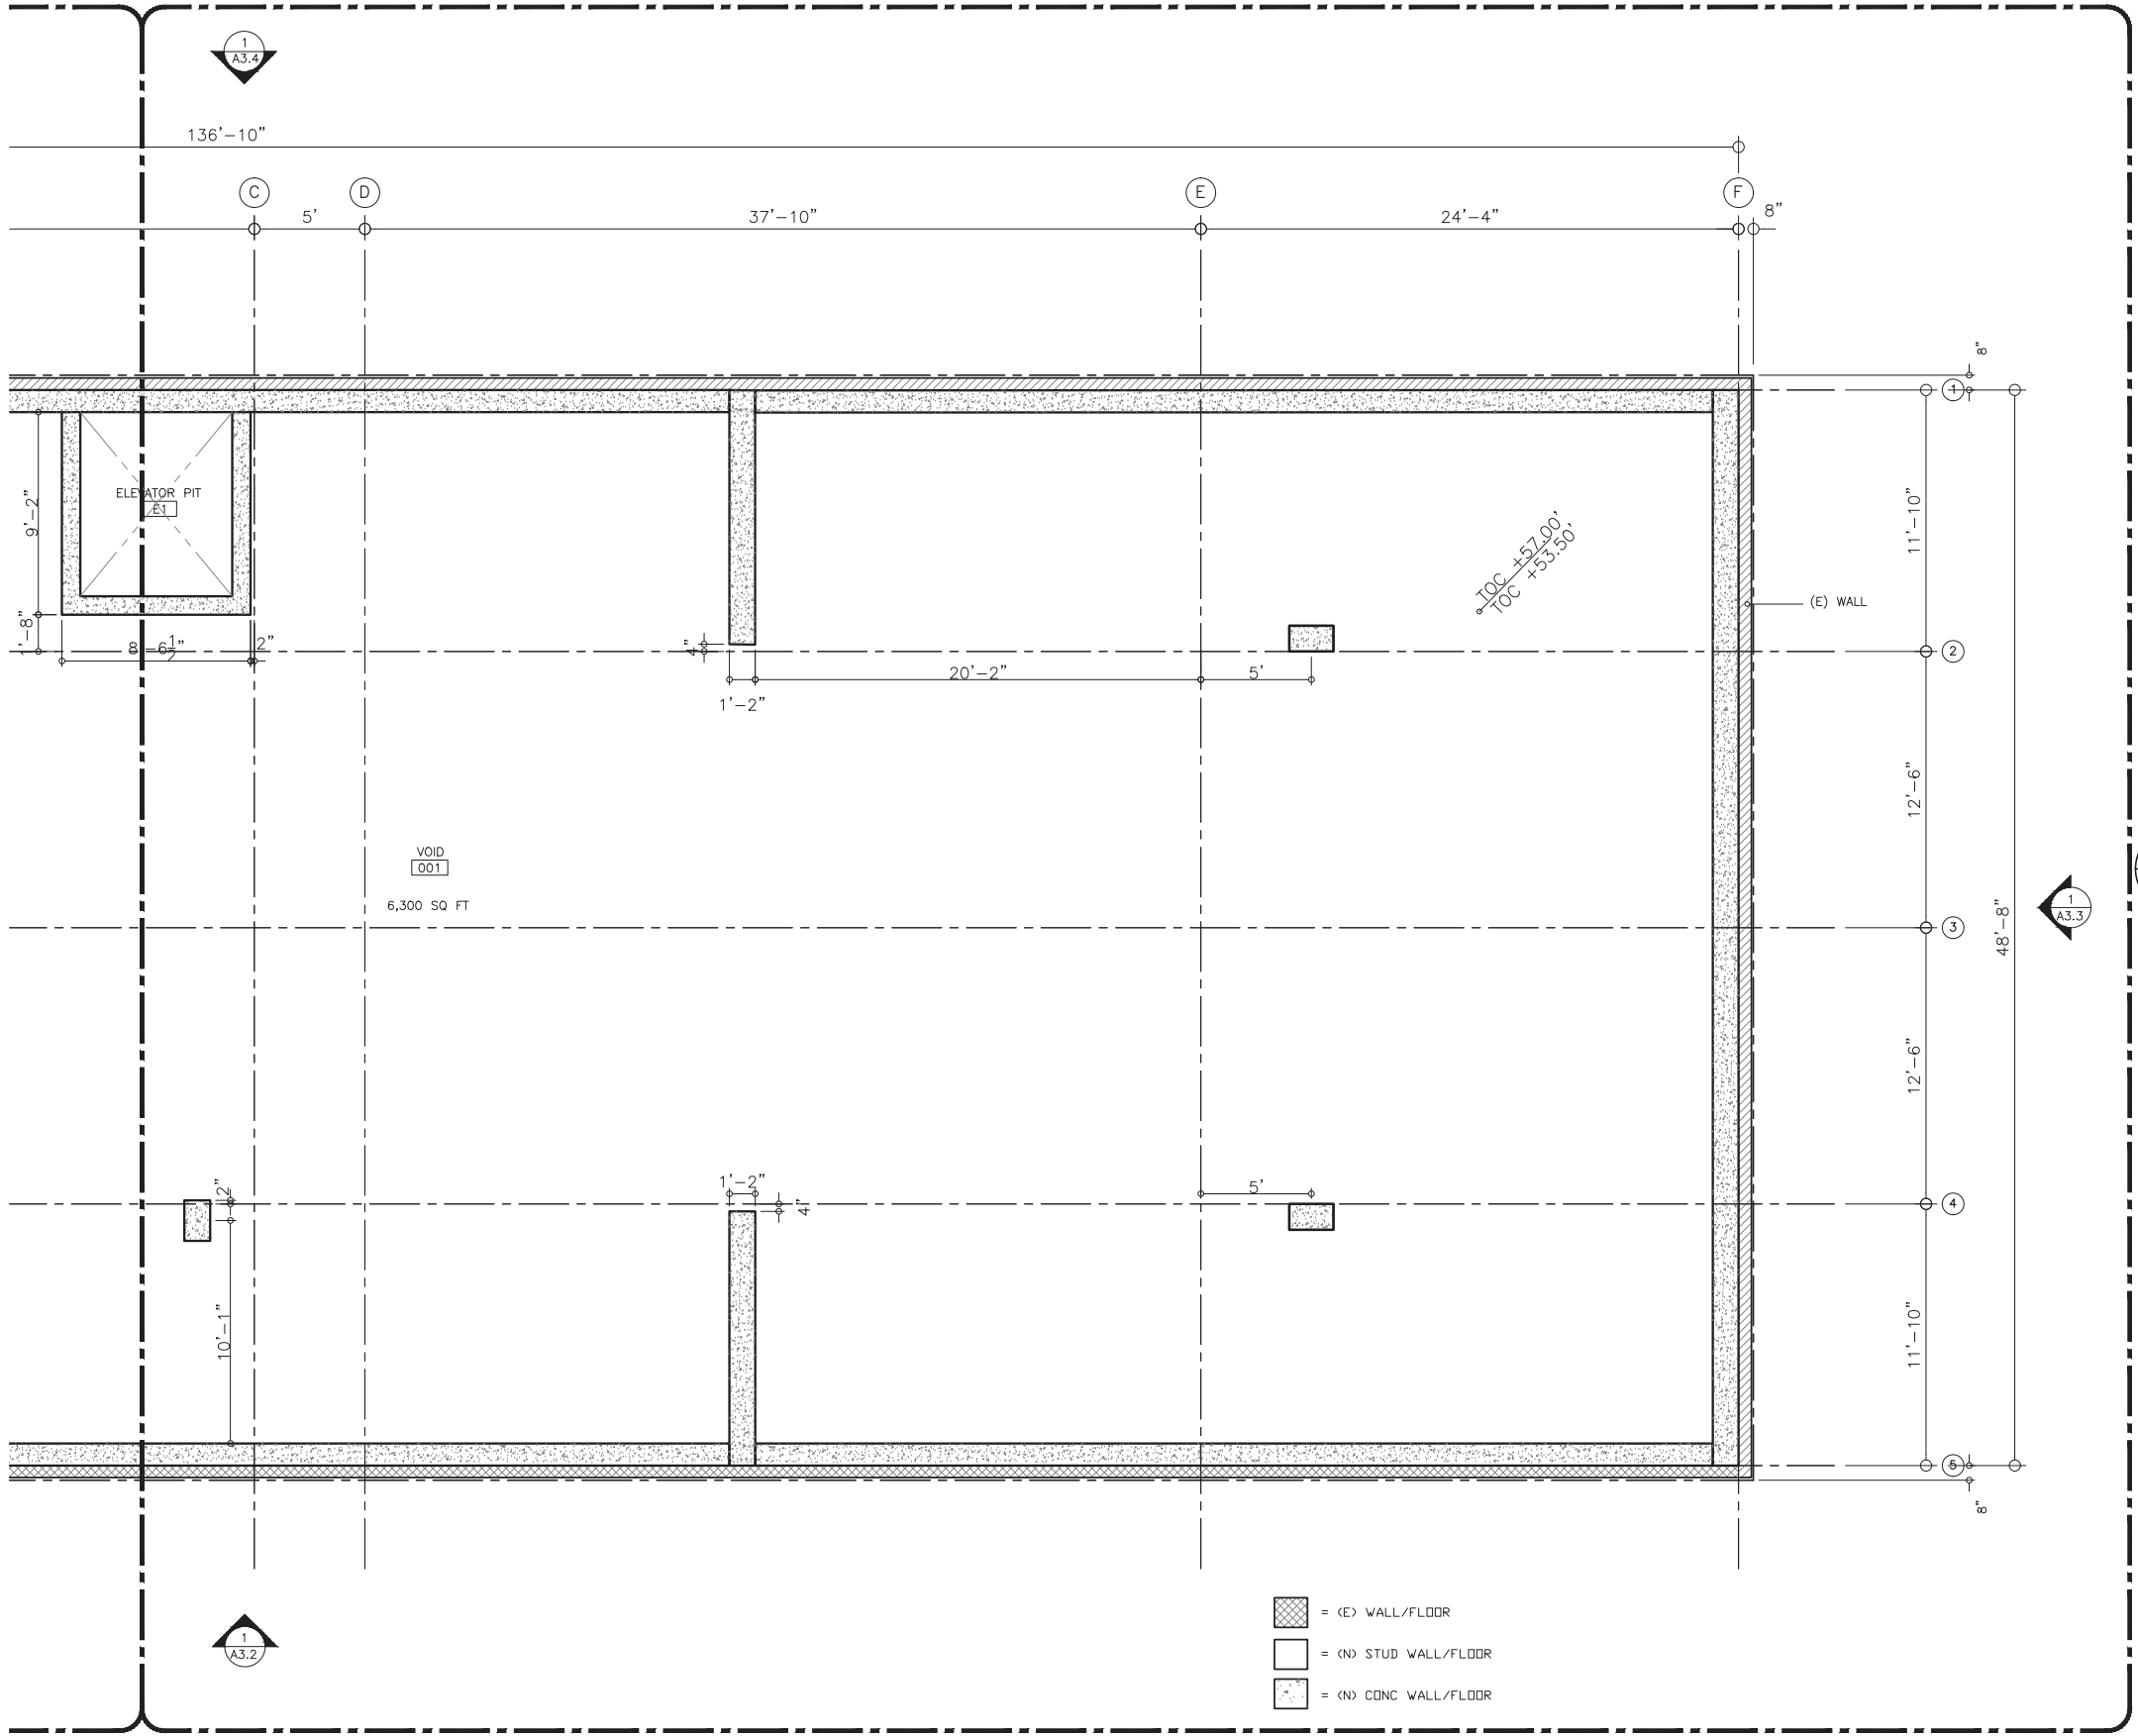 1
A3.4
136'-10"
C
D
E
F
5'
37'-10"
24'-4"
8"
8"
1
ELEVATOR PIT
E1
9'-2"
11'-10"
TOC +57.00'
TOC +53.50'
(E) WALL
1'-8"
8'-6 1/2"
2"
4"
2
20'-2"
5'
1'-2"
12'-6"
VOID
001
6,300 SQ FT
1
A3.3
3
48'-8"
12'-6"
2"
1'-2"
4"
5'
4
10'-1"
11'-10"
5
8"
= (E) WALL/FLOOR
1
A3.2
= (N) STUD WALL/FLOOR
= (N) CONC WALL/FLOOR